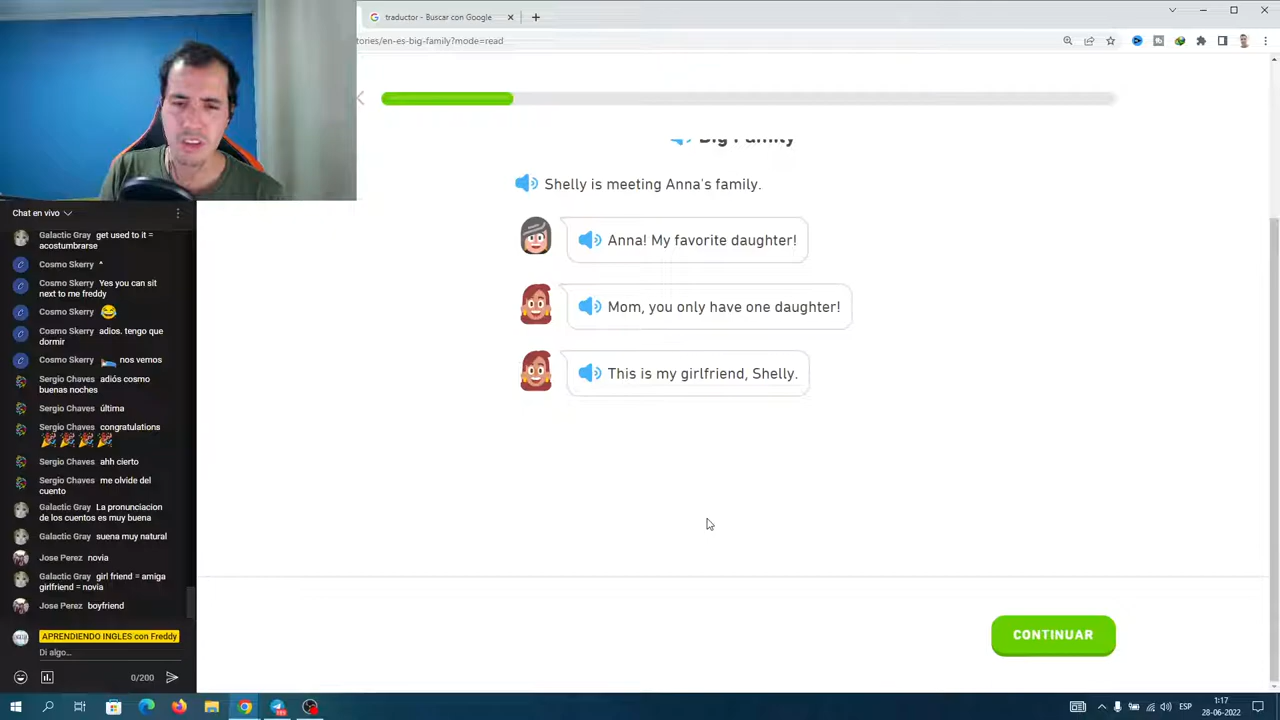 traductor - Buscar con Google
tories/en-es-big-family?mode=read
Big Family
Shelly is meeting Anna's family.
Anna! My favorite daughter!
Mom, you only have one daughter!
This is my girlfriend, Shelly.
CONTINUAR
Chat en vivo
Galactic Gray get used to it =
acostumbrarse
Cosmo Skerry ^
Cosmo Skerry Yes you can sit
next to me freddy
Cosmo Skerry 😂
Cosmo Skerry adios. tengo que
dormir
Cosmo Skerry 🛌 nos vemos
Sergio Chaves adiós cosmo
buenas noches
Sergio Chaves última
Sergio Chaves congratulations
🎉 🎉 🎉 🎉
Sergio Chaves ahh cierto
Sergio Chaves me olvide del
cuento
Galactic Gray La pronunciacion
de los cuentos es muy buena
Galactic Gray suena muy natural
Jose Perez novia
Galactic Gray girl friend = amiga
girlfriend = novia
Jose Perez boyfriend
APRENDIENDO INGLES con Freddy
Di algo...
0/200
ESP
1:17
28-06-2022